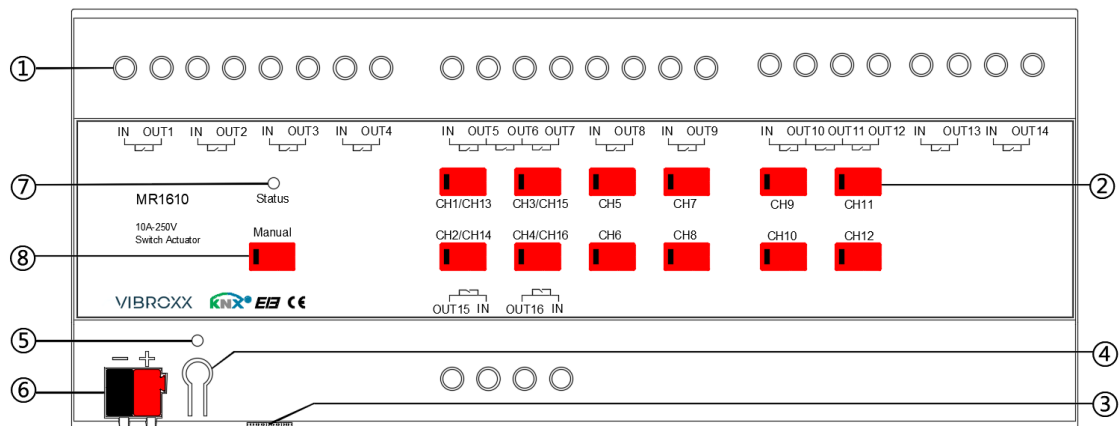 ①
IN OUT1 IN OUT2 IN OUT3 IN OUT4 IN OUT5 OUT6 OUT7 IN OUT8 IN OUT9 IN OUT10 OUT11 OUT12 IN OUT13 IN OUT14
⑦
Status
MR1610
CH1/CH13 CH3/CH15 CH5 CH7 CH9 CH11
②
10A-250V
Switch Actuator
Manual
CH2/CH14 CH4/CH16 CH6 CH8 CH10 CH12
⑧
VIBROXX KNX EIB CE
OUT15 IN OUT16 IN
⑤
④
− +
⑥
③